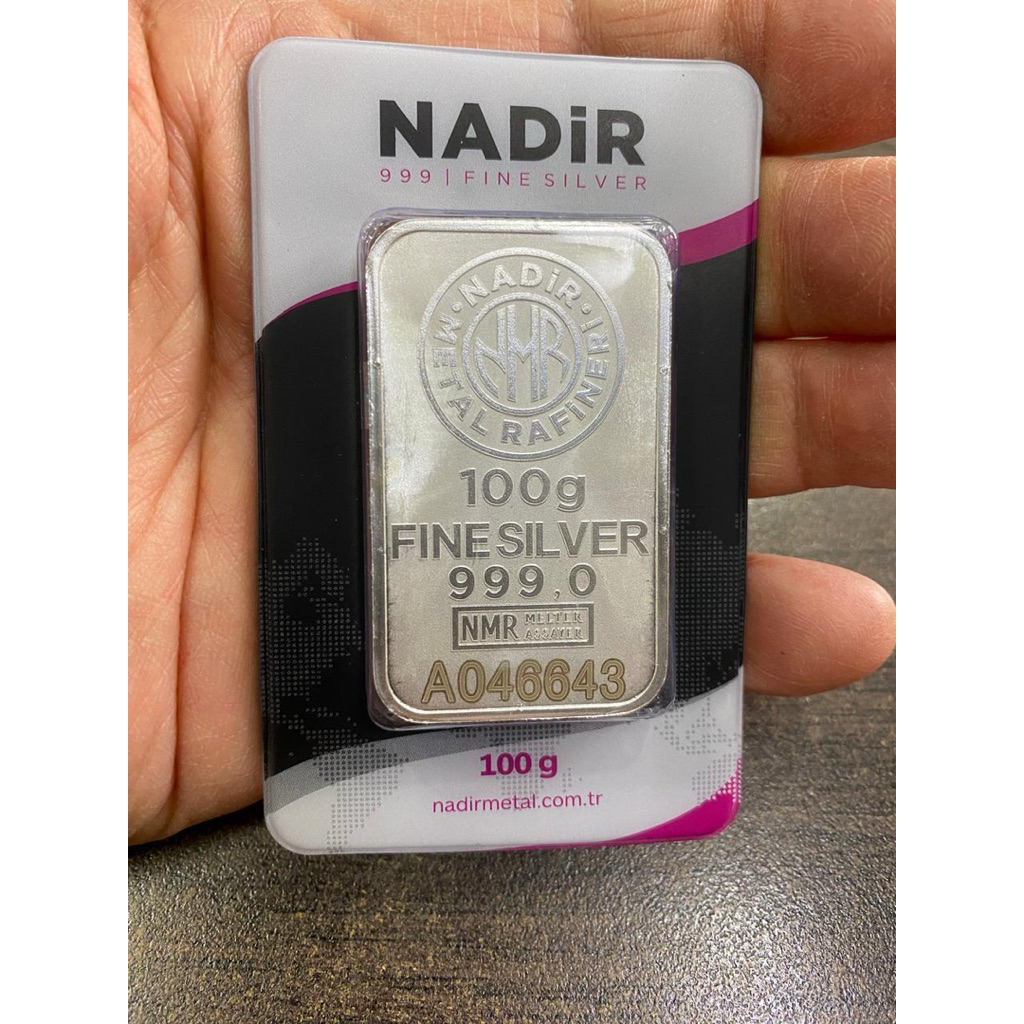 NADiR
999 | FINE SILVER
NADiR
METAL RAFiNERi
NMR
100g
FINE SILVER
999,0
NMR MELTER
ASSAYER
A046643
100 g
nadirmetal.com.tr